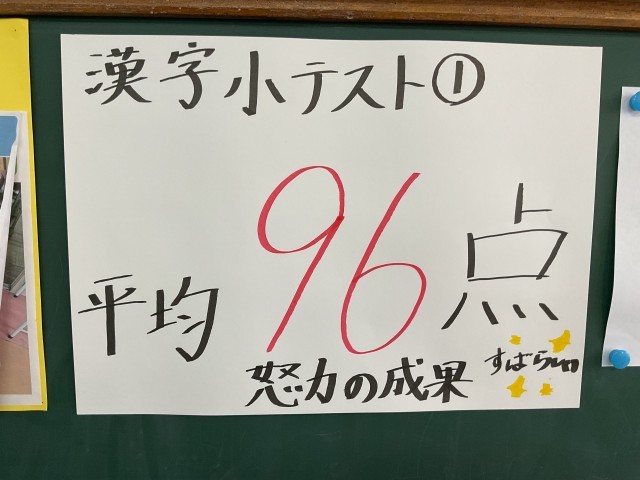 漢字小テスト①
平均 96点
怒力の成果
すばらしい